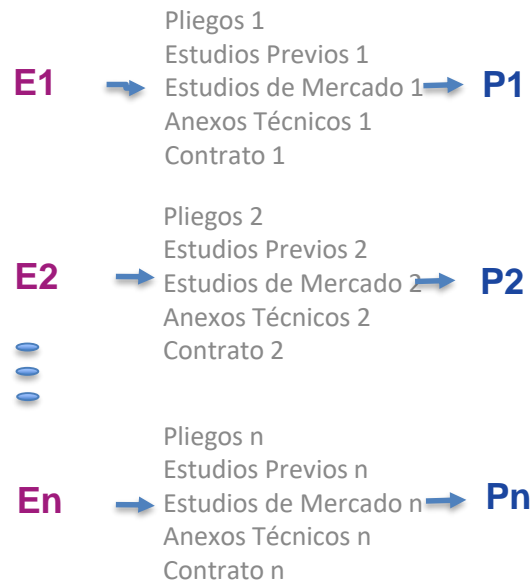 Pliegos 1
Estudios Previos 1
E1 Estudios de Mercado 1 P1
Anexos Técnicos 1
Contrato 1
Pliegos 2
Estudios Previos 2
E2 Estudios de Mercado 2 P2
Anexos Técnicos 2
Contrato 2
Pliegos n
Estudios Previos n
En Estudios de Mercado n Pn
Anexos Técnicos n
Contrato n